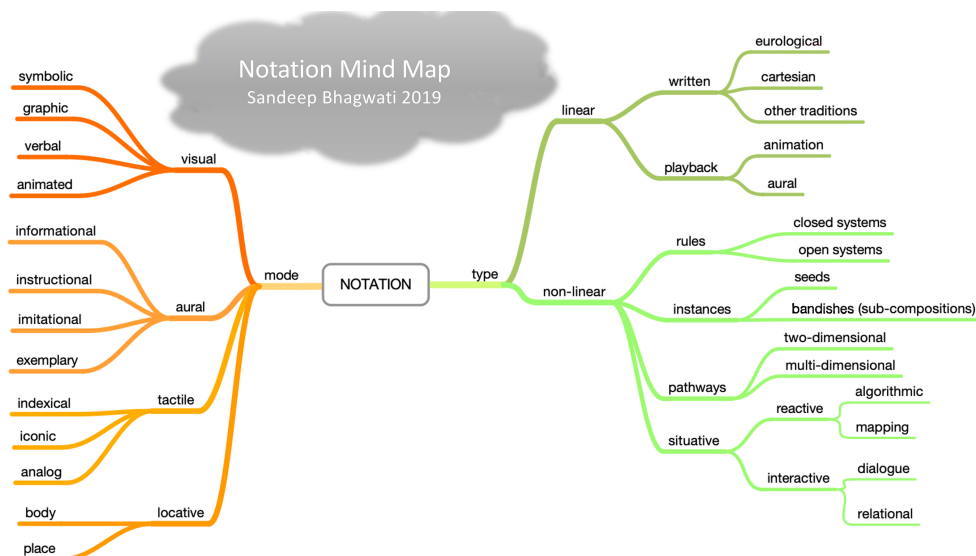 Notation Mind Map
Sandeep Bhagwati 2019
symbolic
graphic
verbal
animated
visual
informational
instructional
imitational
exemplary
aural
indexical
iconic
analog
tactile
body
place
locative
mode
NOTATION
type
linear
written
eurological
cartesian
other traditions
playback
animation
aural
non-linear
rules
closed systems
open systems
instances
seeds
bandishes (sub-compositions)
pathways
two-dimensional
multi-dimensional
situative
reactive
algorithmic
mapping
interactive
dialogue
relational